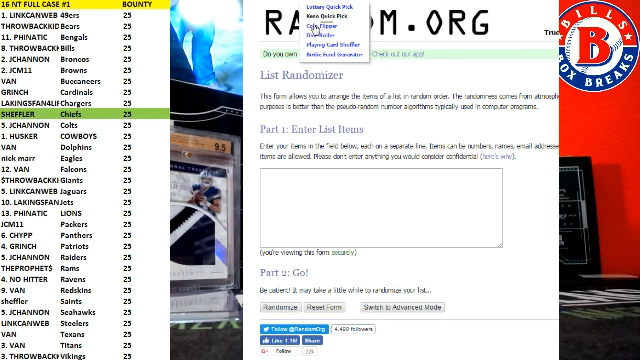 16 NT FULL CASE #1 BOUNTY
1. LINKCANWEB 49ers 25
THROWBACKKID Bears 25
11. PHINATIC Bengals 25
8. THROWBACK Bills 25
2. JCHANNON Broncos 25
2. JCM11 Browns 25
VAN Buccaneers 25
GRINCH Cardinals 25
LAKINGSFAN4LIF Chargers 25
SHEFFLER Chiefs 25
5. JCHANNON Colts 25
1. HUSKER COWBOYS 25
VAN Dolphins 25
nick marr Eagles 25
12. VAN Falcons 25
$THROWBACKKI Giants 25
5. LINKCANWEB Jaguars 25
10. LAKINGSFAN Jets 25
13. PHINATIC LIONS 25
JCM11 Packers 25
6. CHYPP Panthers 25
4. GRINCH Patriots 25
5. JCHANNON Raiders 25
THEPROPHET$ Rams 25
4. NO HITTER Ravens 25
9. VAN Redskins 25
sheffler Saints 25
5. JCHANNON Seahawks 25
LINKCANWEB Steelers 25
VAN Texans 25
VAN Titans 25
3. THROWBACK Vikings 25
9.5
Lottery Quick Pick
Keno Quick Pick
Coin Flipper
Dice Roller
Playing Card Shuffler
Birdie Fund Generator
RANDOM.ORG
True
Do you own
Check out our app!
List Randomizer
This form allows you to arrange the items of a list in random order. The randomness comes from atmosphe
purposes is better than the pseudo-random number algorithms typically used in computer programs.
Part 1: Enter List Items
Enter your items in the field below, each on a separate line. Items can be numbers, names, email addresse
items are allowed. Please don't enter anything you would consider confidential (here's why).
(you're viewing this form securely)
Part 2: Go!
Be patient! It may take a little while to randomize your list...
Randomize Reset Form Switch to Advanced Mode
Follow @RandomOrg 4,498 followers
Like 1.1M Share
G+ Follow
BILLS
BOX BREAKS